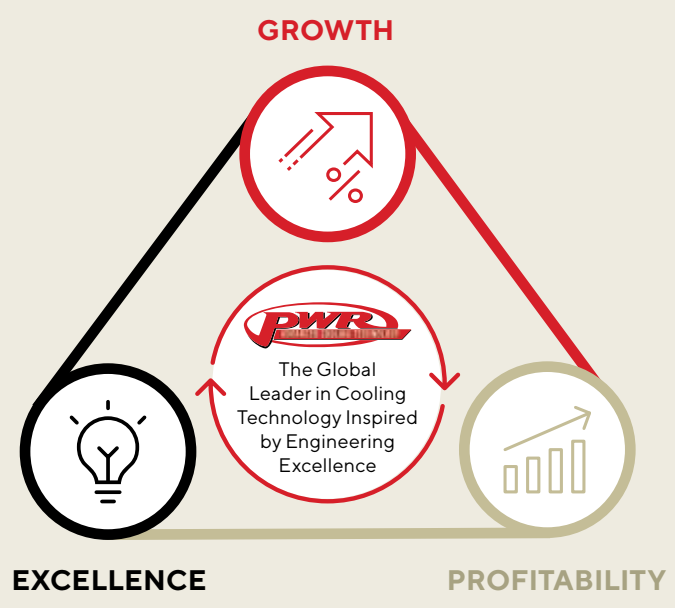 GROWTH
%
PWR
The Global
Leader in Cooling
Technology Inspired
by Engineering
Excellence
EXCELLENCE
PROFITABILITY